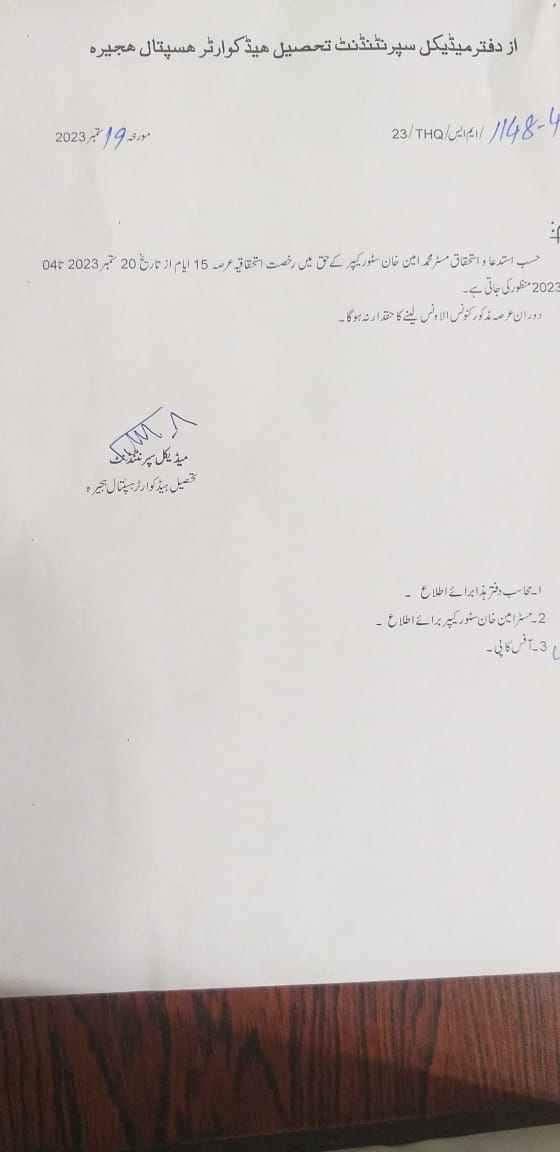 از دفتر میڈیکل سپرنٹنڈنٹ تحصیل ھیڈ کوارٹر ھسپتال ھجیرہ
1148-4 /ایم ایس/THQ/23
مورخہ 19 ستمبر 2023
حسب استدعا و استحقاق مسٹر محمد امین خان سٹور کیپر کے حق میں رخصت استحقاقیہ عرصہ 15 ایام از تاریخ 20 ستمبر 2023 تا 04
2023 منظور کی جاتی ہے۔
دوران عرصہ مذکور کنونس الاونس لینے کا حقدار نہ ہوگا۔
میڈیکل سپرنٹنڈنٹ
تحصیل ہیڈ کوارٹر ہسپتال ہجیرہ
1۔محاسب دفتر ہذا برائے اطلاع ۔
2۔مسٹر امین خان سٹور کیپر برائے اطلاع ۔
3۔آفس کاپی ۔